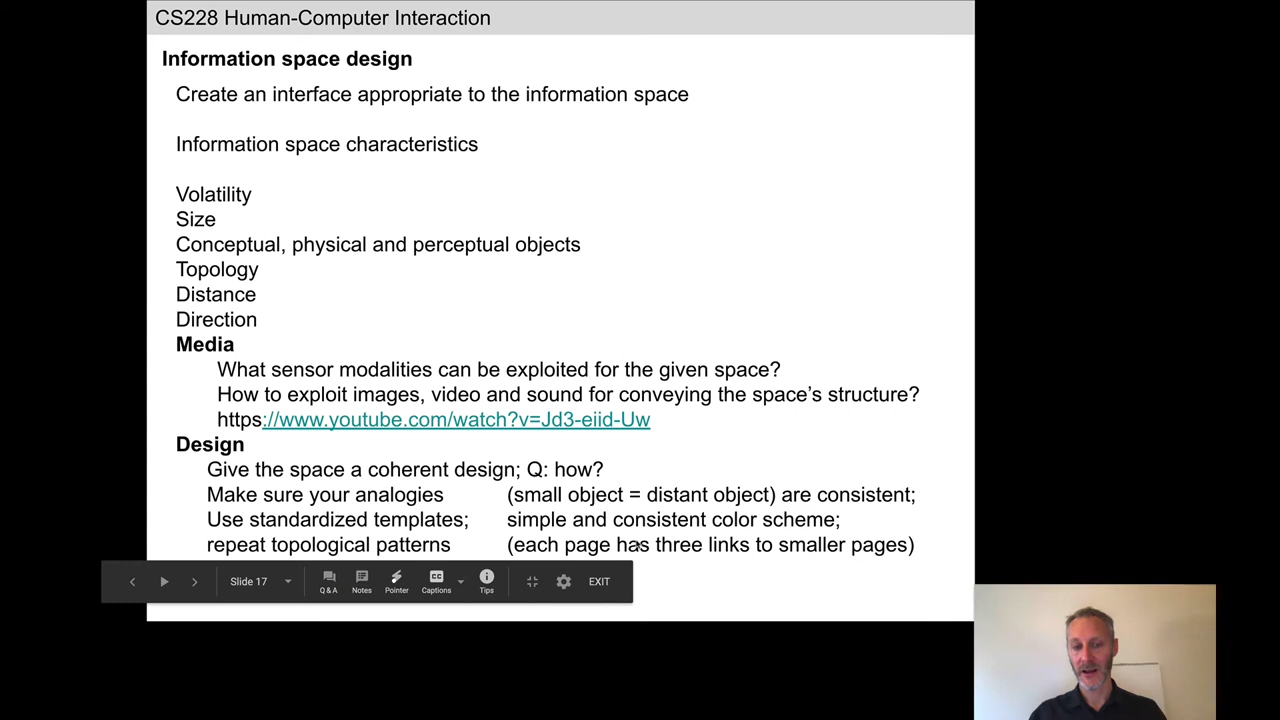 CS228 Human-Computer Interaction
Information space design
Create an interface appropriate to the information space
Information space characteristics
Volatility
Size
Conceptual, physical and perceptual objects
Topology
Distance
Direction
Media
What sensor modalities can be exploited for the given space?
How to exploit images, video and sound for conveying the space's structure?
https://www.youtube.com/watch?v=Jd3-eiid-Uw
Design
Give the space a coherent design; Q: how?
Make sure your analogies (small object = distant object) are consistent;
Use standardized templates; simple and consistent color scheme;
repeat topological patterns (each page has three links to smaller pages)
Slide 17 Q & A Notes Pointer CC Captions Tips EXIT